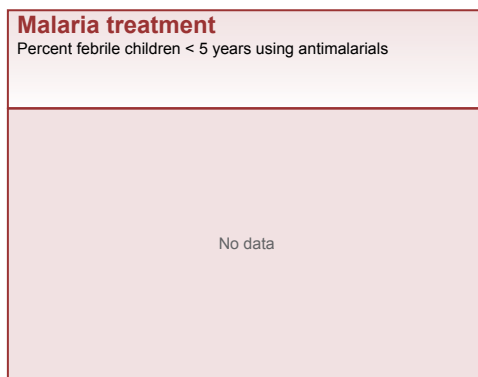 Malaria treatment
Percent febrile children < 5 years using antimalarials
No data